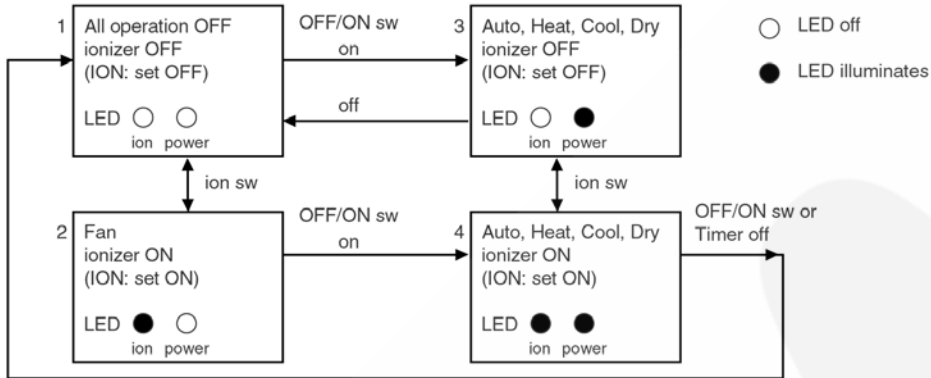 1
All operation OFF
ionizer OFF
(ION: set OFF)
LED
ion power
OFF/ON sw
on
off
3
Auto, Heat, Cool, Dry
ionizer OFF
(ION: set OFF)
LED
ion power
LED off
LED illuminates
ion sw
ion sw
2
Fan
ionizer ON
(ION: set ON)
LED
ion power
OFF/ON sw
on
4
Auto, Heat, Cool, Dry
ionizer ON
(ION: set ON)
LED
ion power
OFF/ON sw or
Timer off